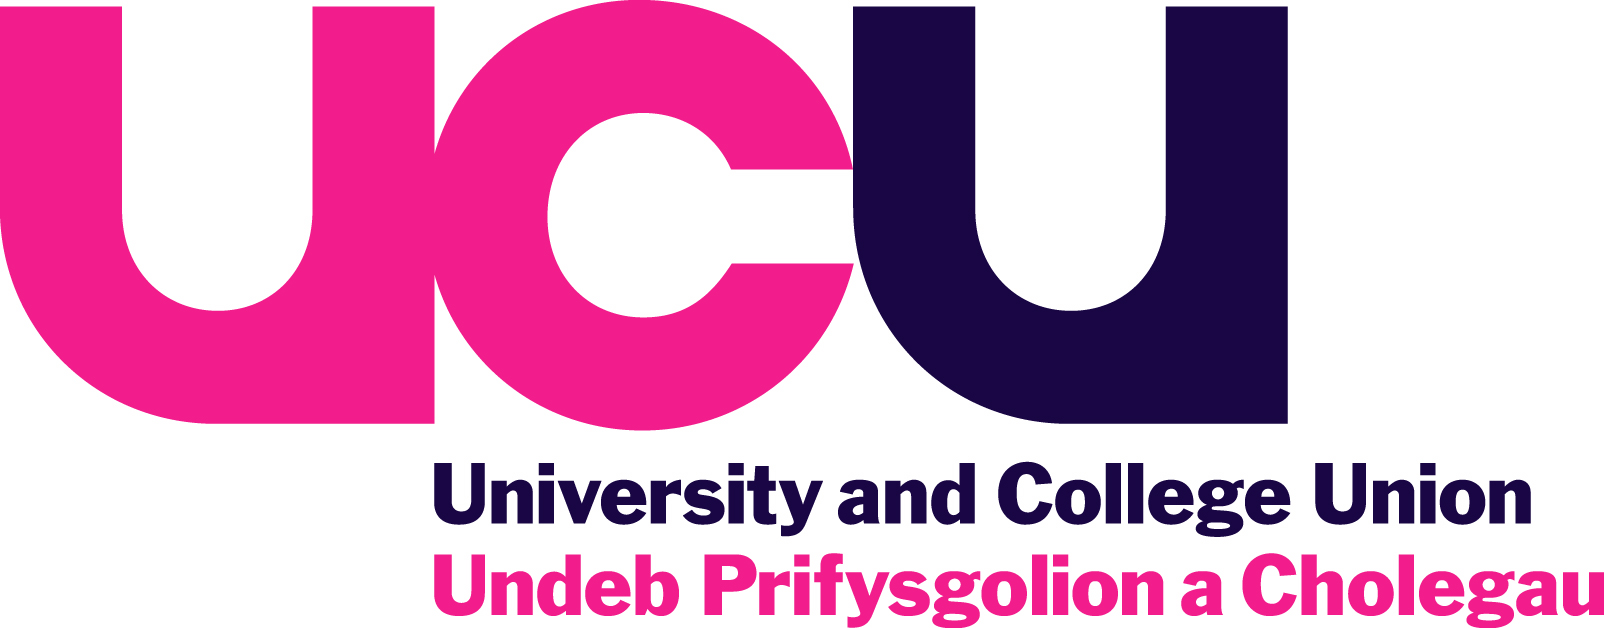 ucu
University and College Union
Undeb Prifysgolion a Cholegau